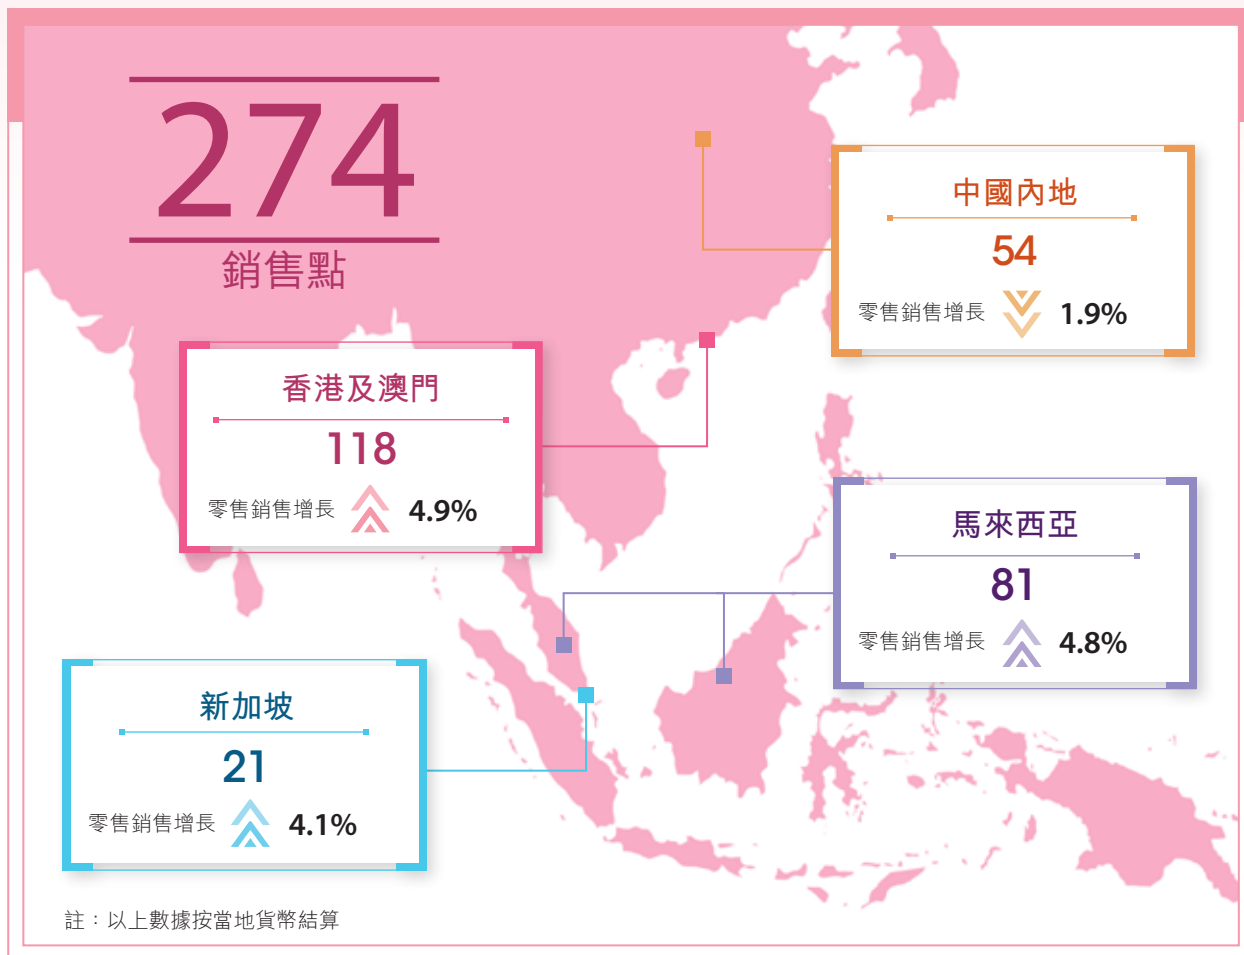 274
銷售點
中國內地
54
零售銷售增長 1.9%
香港及澳門
118
零售銷售增長 4.9%
馬來西亞
81
零售銷售增長 4.8%
新加坡
21
零售銷售增長 4.1%
註：以上數據按當地貨幣結算